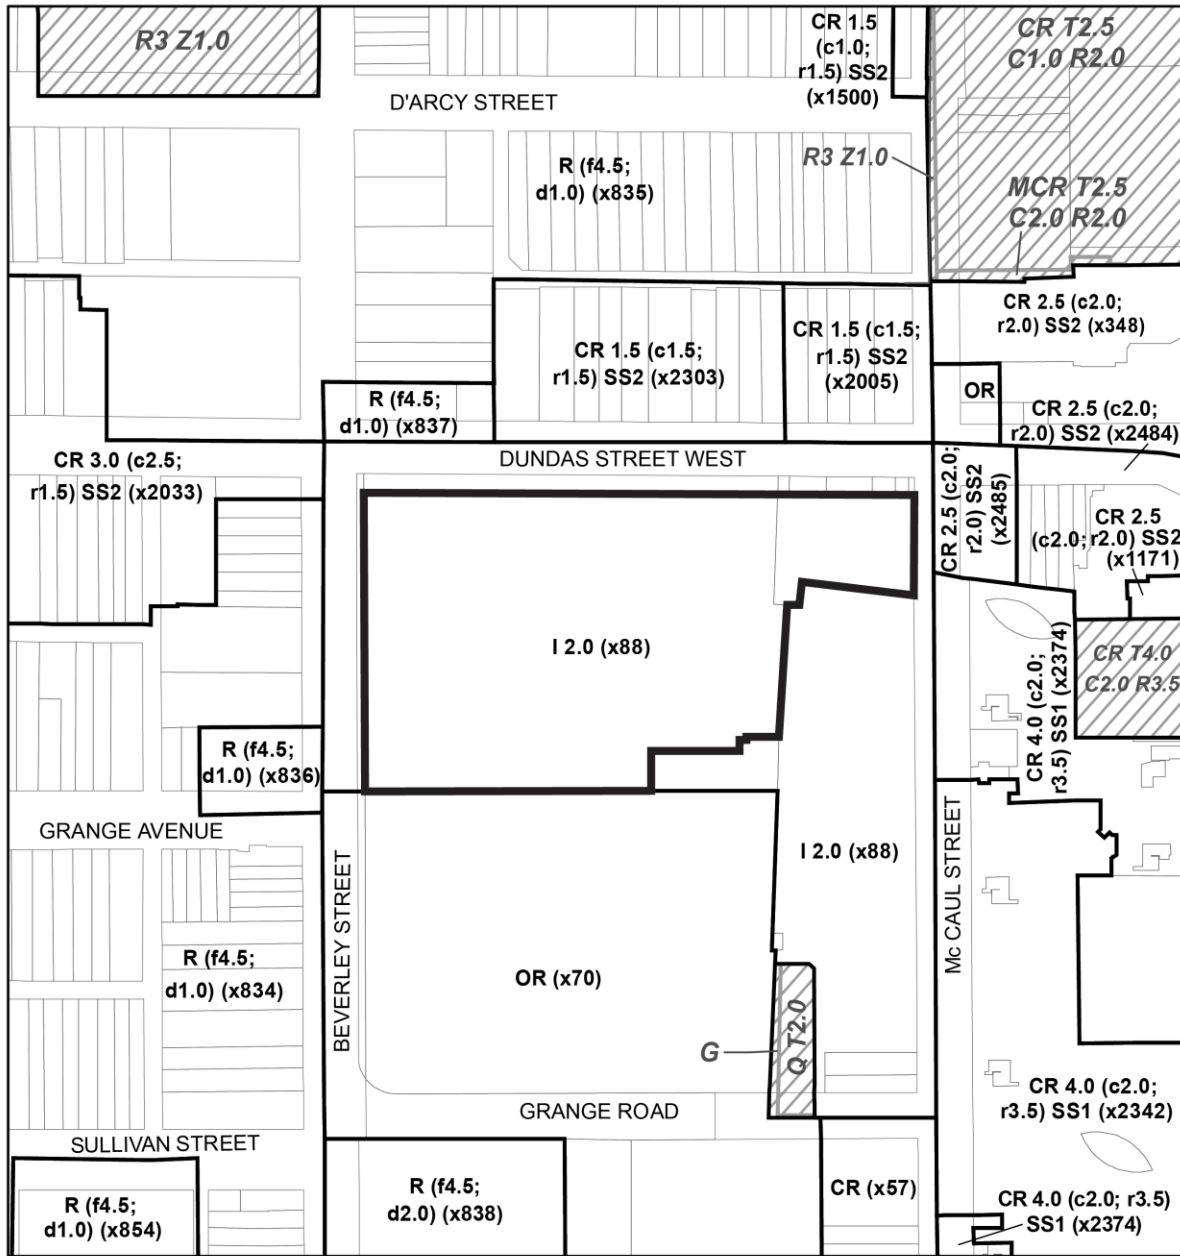 R3 Z1.0
CR 1.5
(c1.0;
r1.5) SS2
(x1500)
CR T2.5
C1.0 R2.0
D'ARCY STREET
R (f4.5;
d1.0) (x835)
R3 Z1.0
MCR T2.5
C2.0 R2.0
CR 2.5 (c2.0;
r2.0) SS2 (x348)
CR 1.5 (c1.5;
r1.5) SS2 (x2303)
CR 1.5 (c1.5;
r1.5) SS2
(x2005)
OR
R (f4.5;
d1.0) (x837)
CR 2.5 (c2.0;
r2.0) SS2 (x2484)
DUNDAS STREET WEST
CR 3.0 (c2.5;
r1.5) SS2 (x2033)
CR 2.5 (c2.0;
r2.0) SS2
(x2485)
CR 2.5
(c2.0; r2.0) SS2
(x1171)
I 2.0 (x88)
CR 4.0 (c2.0;
r3.5) SS1 (x2374)
CR T4.0
C2.0 R3.5
R (f4.5;
d1.0) (x836)
GRANGE AVENUE
I 2.0 (x88)
BEVERLEY STREET
Mc CAUL STREET
R (f4.5;
d1.0) (x834)
OR (x70)
G
Q T2.0
CR 4.0 (c2.0;
r3.5) SS1 (x2342)
GRANGE ROAD
SULLIVAN STREET
R (f4.5;
d1.0) (x854)
R (f4.5;
d2.0) (x838)
CR (x57)
CR 4.0 (c2.0; r3.5)
SS1 (x2374)